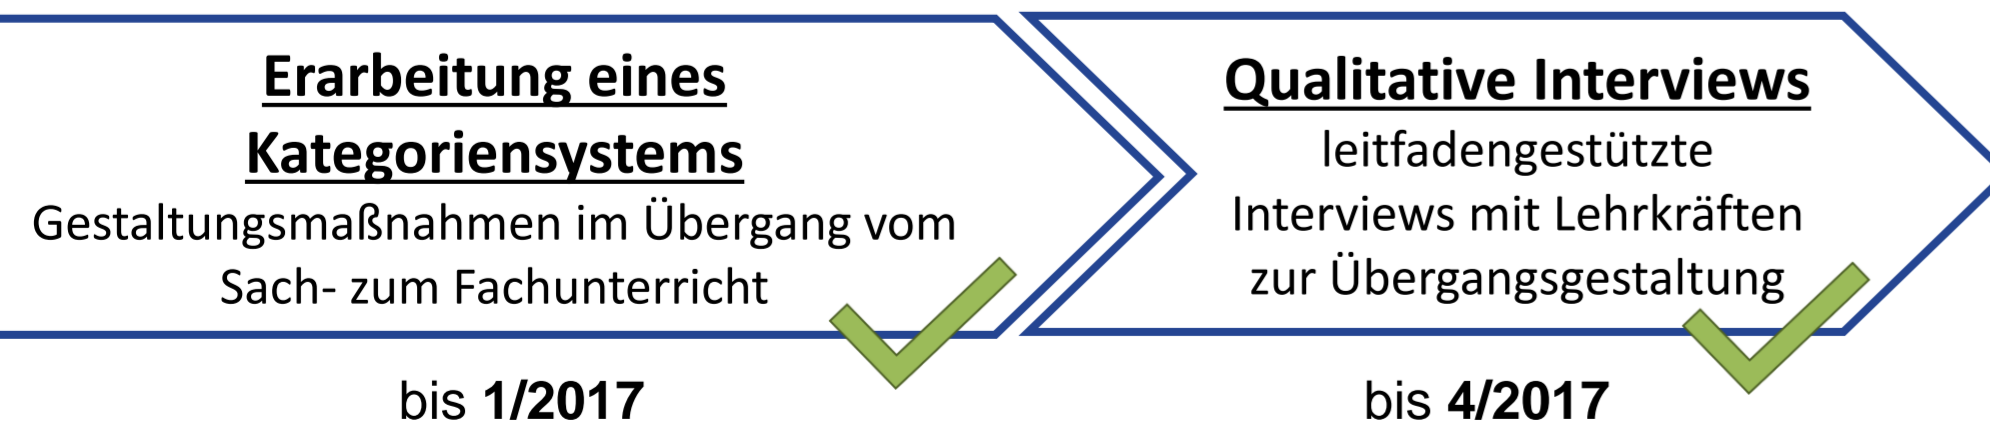 Erarbeitung eines
Kategoriensystems
Gestaltungsmaßnahmen im Übergang vom
Sach- zum Fachunterricht
bis 1/2017
Qualitative Interviews
leitfadengestützte
Interviews mit Lehrkräften
zur Übergangsgestaltung
bis 4/2017